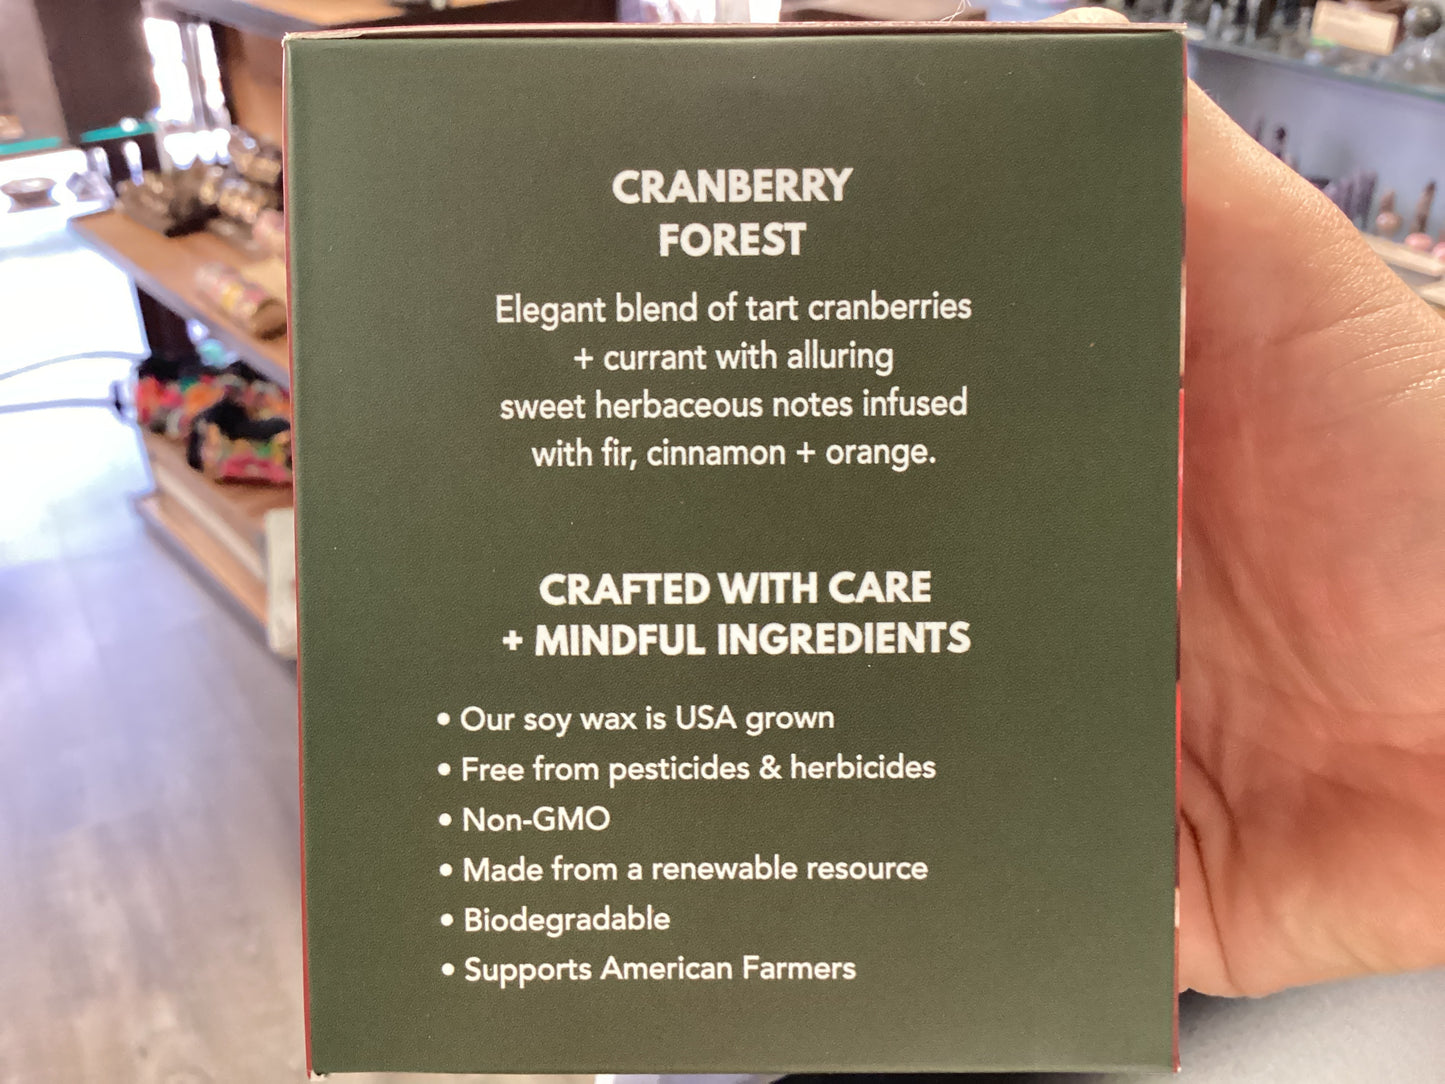 CRANBERRY
FOREST
Elegant blend of tart cranberries
+ currant with alluring
sweet herbaceous notes infused
with fir, cinnamon + orange.
CRAFTED WITH CARE
+ MINDFUL INGREDIENTS
• Our soy wax is USA grown
• Free from pesticides & herbicides
• Non-GMO
• Made from a renewable resource
• Biodegradable
• Supports American Farmers